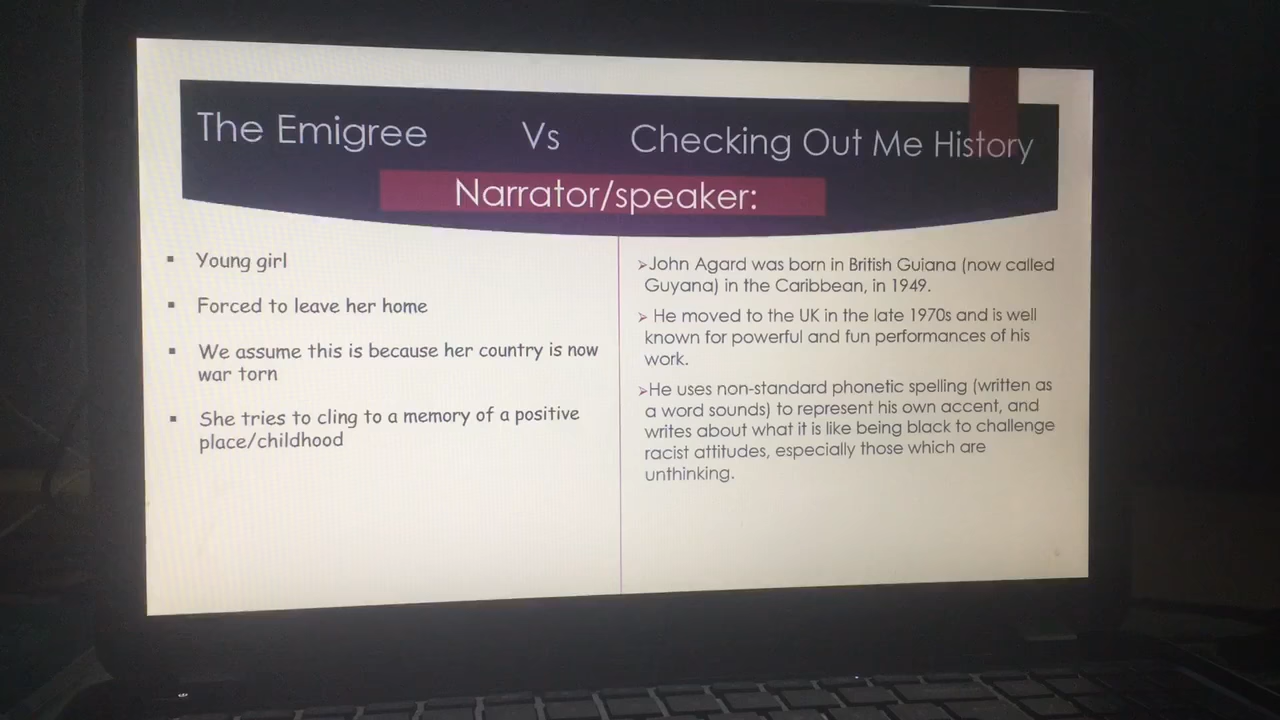 The Emigree Vs Checking Out Me History
Narrator/speaker:
▪ Young girl
▪ Forced to leave her home
▪ We assume this is because her country is now
war torn
▪ She tries to cling to a memory of a positive
place/childhood
➢John Agard was born in British Guiana (now called
Guyana) in the Caribbean, in 1949.
➢ He moved to the UK in the late 1970s and is well
known for powerful and fun performances of his
work.
➢He uses non-standard phonetic spelling (written as
a word sounds) to represent his own accent, and
writes about what it is like being black to challenge
racist attitudes, especially those which are
unthinking.